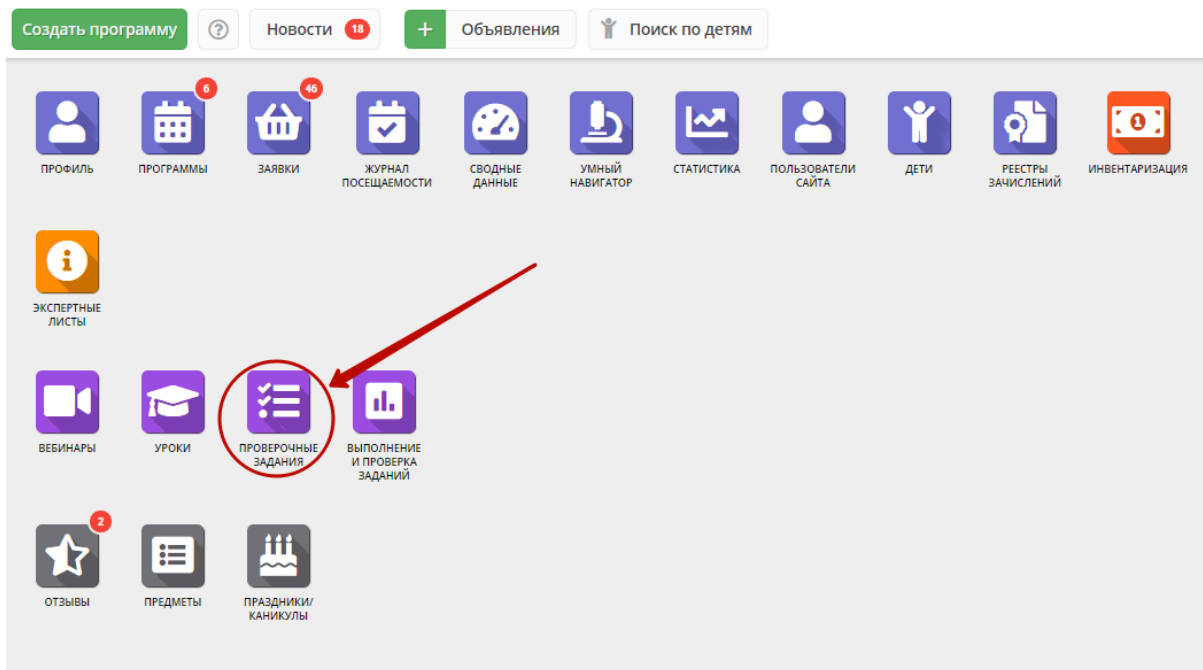 Создать программу ? Новости 18 + Объявления Поиск по детям
6 46
ПРОФИЛЬ ПРОГРАММЫ ЗАЯВКИ ЖУРНАЛ СВОДНЫЕ УМНЫЙ СТАТИСТИКА ПОЛЬЗОВАТЕЛИ ДЕТИ РЕЕСТРЫ ИНВЕНТАРИЗАЦИЯ
ПОСЕЩАЕМОСТИ ДАННЫЕ НАВИГАТОР САЙТА ЗАЧИСЛЕНИЙ
ЭКСПЕРТНЫЕ
ЛИСТЫ
ВЕБИНАРЫ УРОКИ ПРОВЕРОЧНЫЕ ВЫПОЛНЕНИЕ
ЗАДАНИЯ И ПРОВЕРКА
ЗАДАНИЙ
2
ОТЗЫВЫ ПРЕДМЕТЫ ПРАЗДНИКИ/
КАНИКУЛЫ